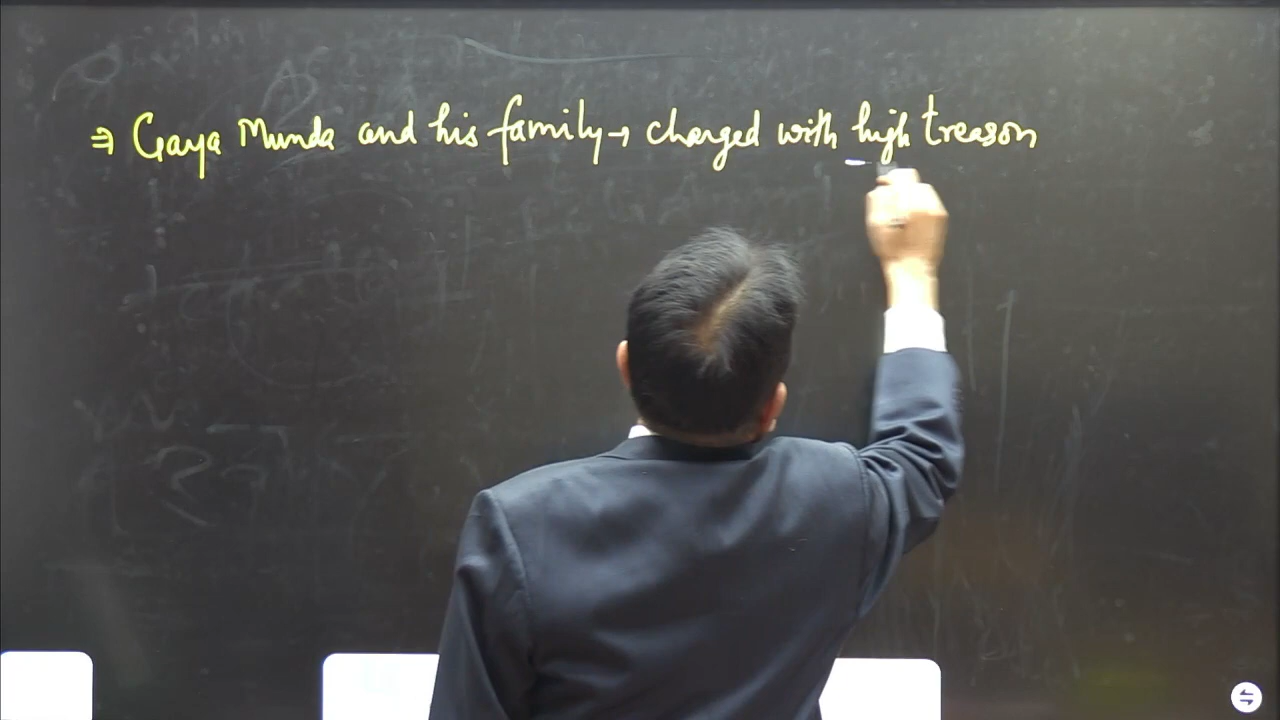 ⇒ Gaya Munda and his family → charged with high treason